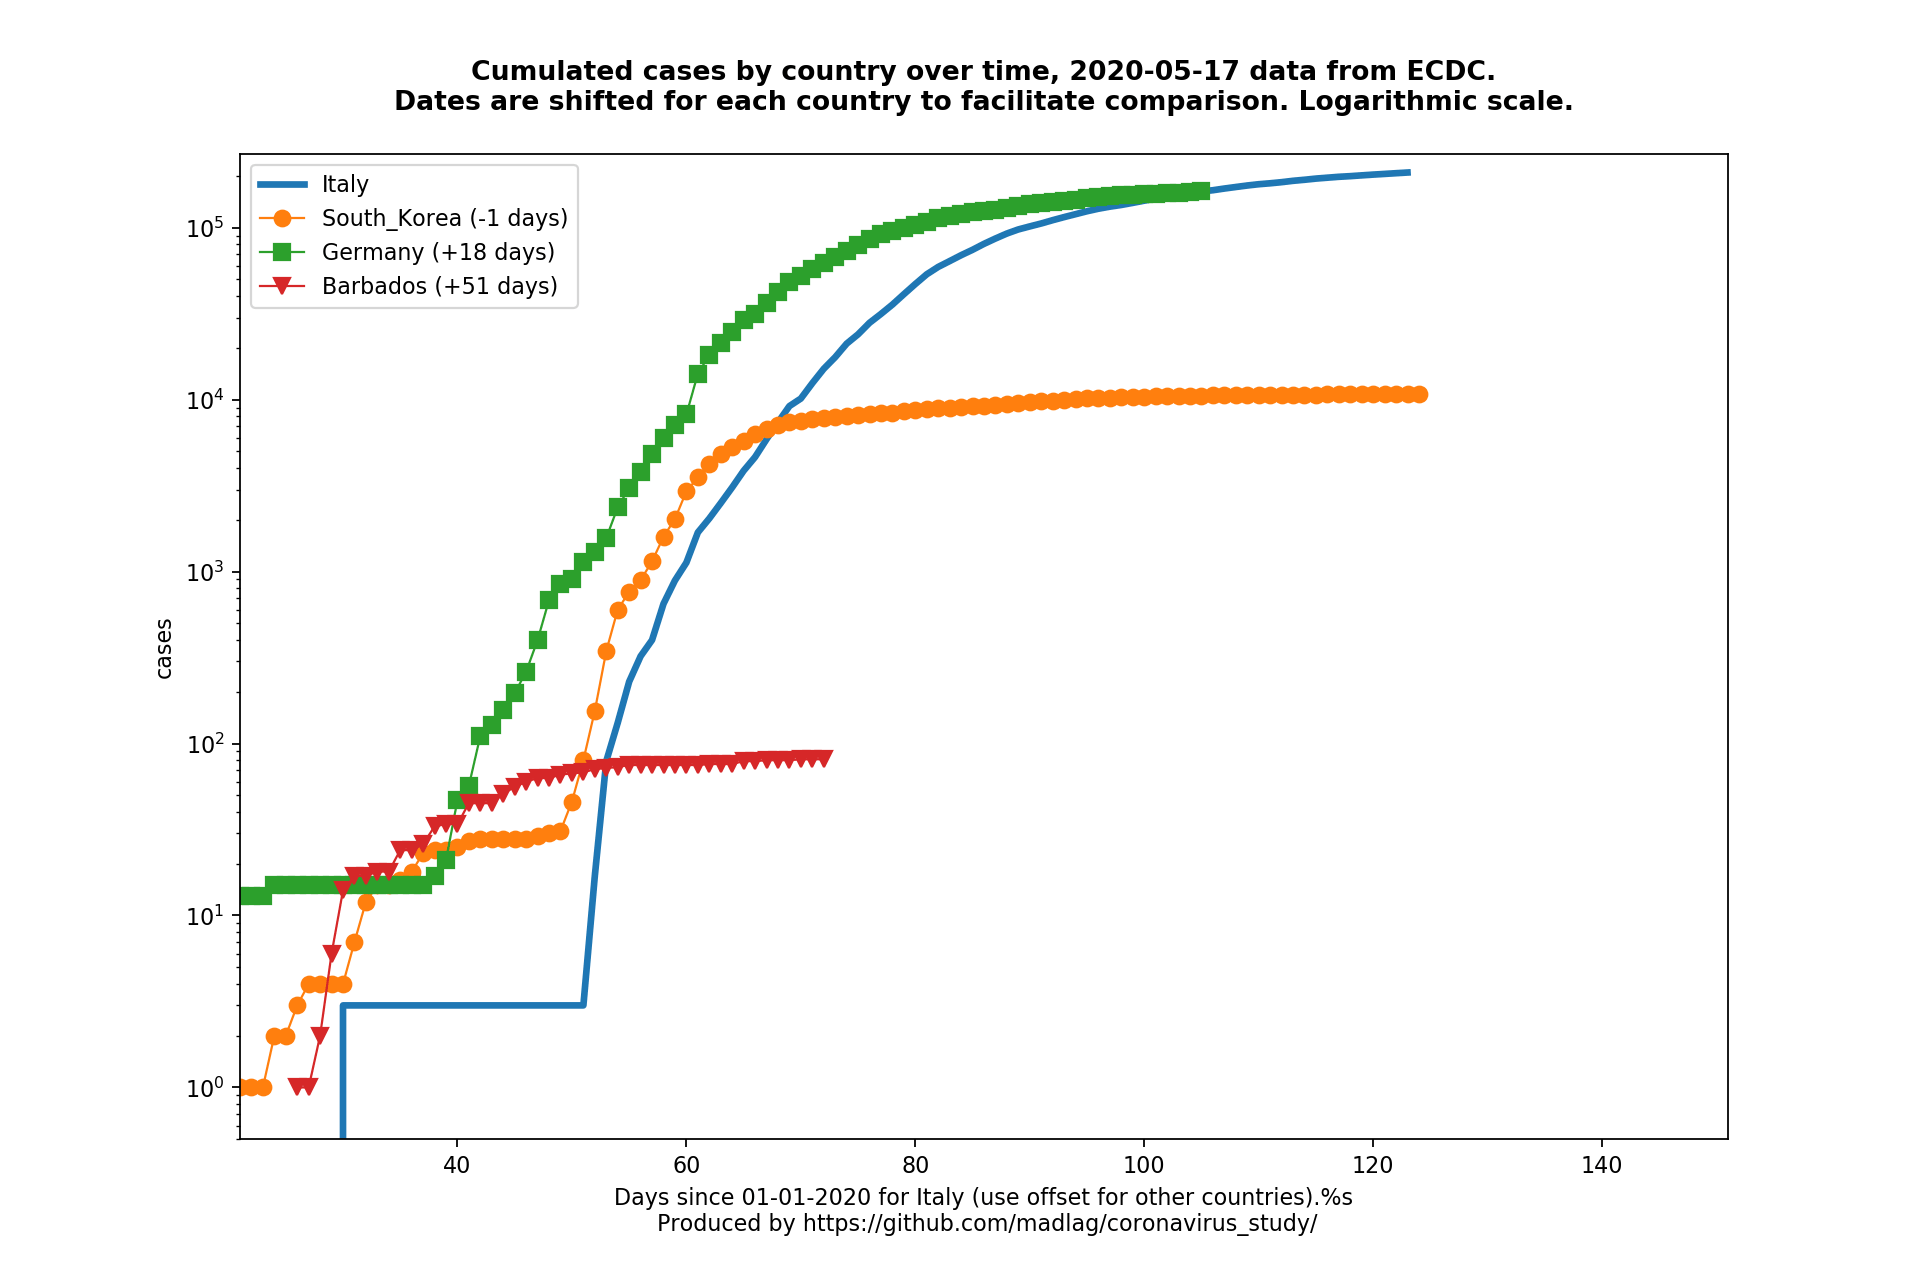 Cumulated cases by country over time, 2020-05-17 data from ECDC.
Dates are shifted for each country to facilitate comparison. Logarithmic scale.
Italy
South_Korea (-1 days)
Germany (+18 days)
Barbados (+51 days)
10⁵
10⁴
10³
10²
10¹
10⁰
cases
40 60 80 100 120 140
Days since 01-01-2020 for Italy (use offset for other countries).%s
Produced by https://github.com/madlag/coronavirus_study/